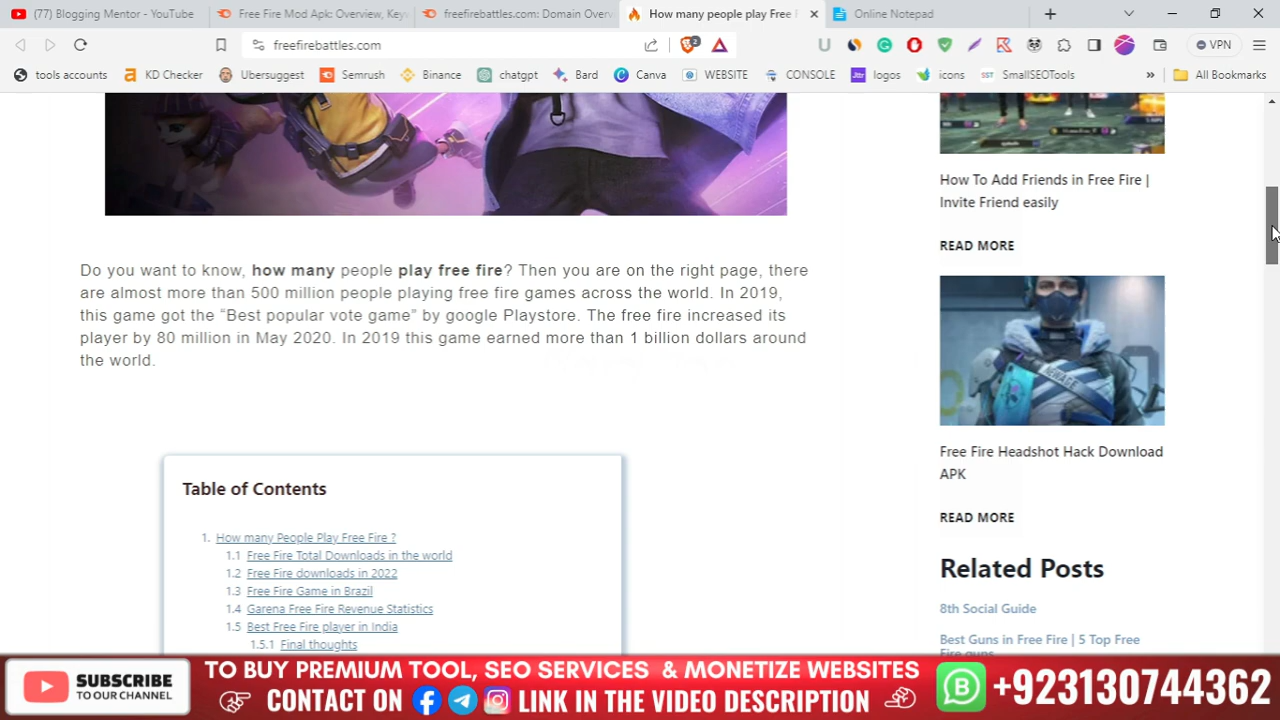 (77) Blogging Mentor - YouTube
Free Fire Mod Apk: Overview, Key
freefirebattles.com: Domain Over
How many people play Free F
Online Notepad
freefirebattles.com
2
VPN
tools accounts
KD Checker
Ubersuggest
Semrush
Binance
chatgpt
Bard
Canva
WEBSITE
CONSOLE
logos
icons
SmallSEOTools
All Bookmarks
Do you want to know, how many people play free fire? Then you are on the right page, there
are almost more than 500 million people playing free fire games across the world. In 2019,
this game got the “Best popular vote game” by google Playstore. The free fire increased its
player by 80 million in May 2020. In 2019 this game earned more than 1 billion dollars around
the world.
Table of Contents
1. How many People Play Free Fire ?
1.1 Free Fire Total Downloads in the world
1.2 Free Fire downloads in 2022
1.3 Free Fire Game in Brazil
1.4 Garena Free Fire Revenue Statistics
1.5 Best Free Fire player in India
1.5.1 Final thoughts
How To Add Friends in Free Fire |
Invite Friend easily
READ MORE
NEWAGE
Free Fire Headshot Hack Download
APK
READ MORE
Related Posts
8th Social Guide
Best Guns in Free Fire | 5 Top Free
Fire guns
SUBSCRIBE
TO OUR CHANNEL
TO BUY PREMIUM TOOL, SEO SERVICES & MONETIZE WEBSITES
CONTACT ON
LINK IN THE VIDEO DESCRIPTION
+923130744362